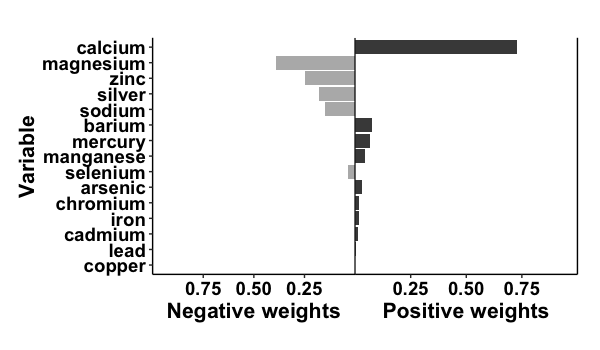 calcium
magnesium
zinc
silver
sodium
barium
mercury
manganese
selenium
arsenic
chromium
iron
cadmium
lead
copper
Variable
0.75 0.50 0.25 0.25 0.50 0.75
Negative weights Positive weights